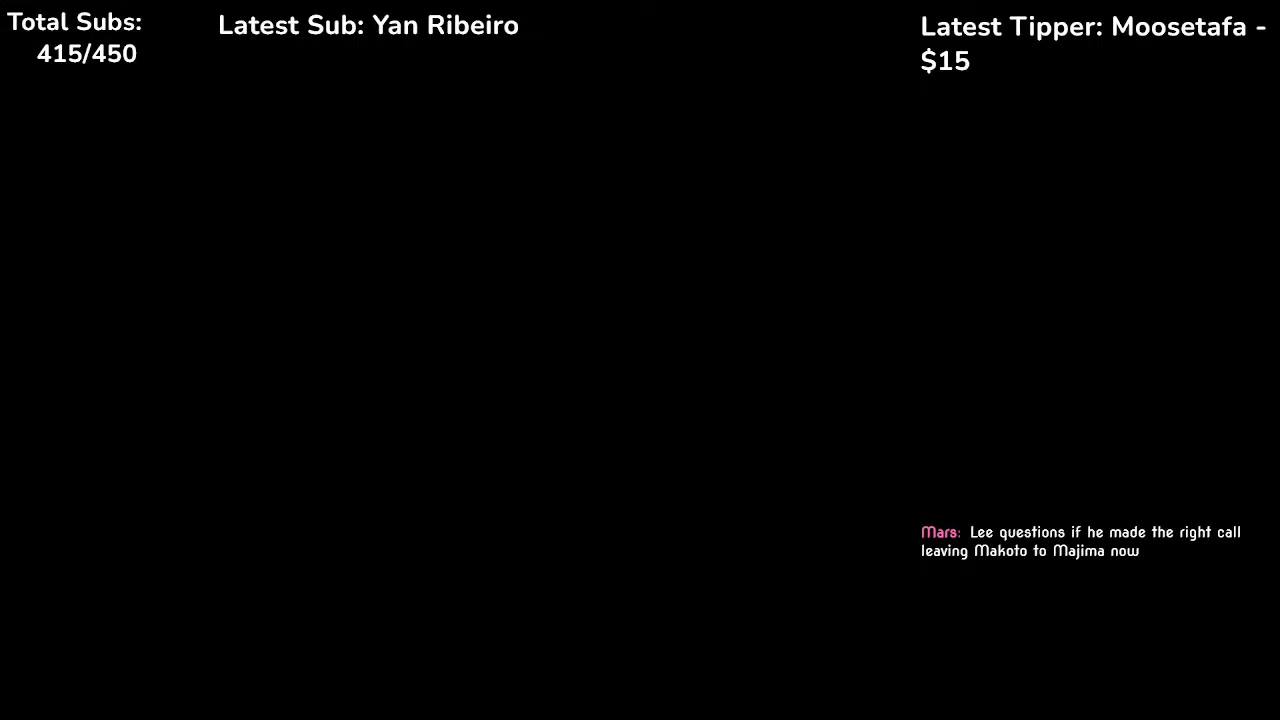 Total Subs:
415/450
Latest Sub: Yan Ribeiro
Latest Tipper: Moosetafa -
$15
Mars: Lee questions if he made the right call
leaving Makoto to Majima now